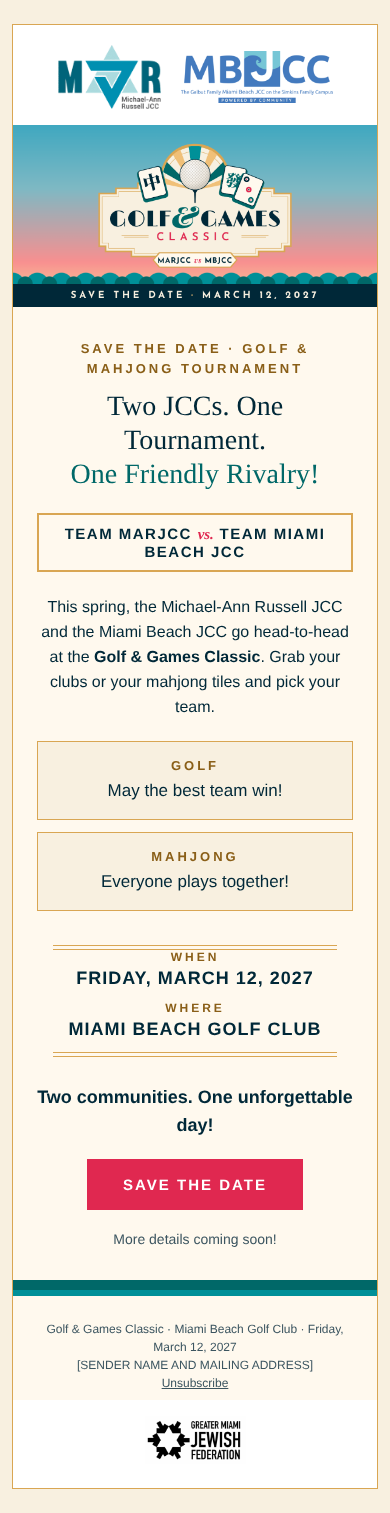 MAR
Michael-Ann
Russell JCC
MBJCC
The Galbut Family Miami Beach JCC on the Simkins Family Campus
POWERED BY COMMUNITY
中
發
GOLF & GAMES
CLASSIC
MARJCC vs MBJCC
SAVE THE DATE · MARCH 12, 2027
SAVE THE DATE · GOLF &
MAHJONG TOURNAMENT
Two JCCs. One
Tournament.
One Friendly Rivalry!
TEAM MARJCC vs. TEAM MIAMI
BEACH JCC
This spring, the Michael-Ann Russell JCC
and the Miami Beach JCC go head-to-head
at the Golf & Games Classic. Grab your
clubs or your mahjong tiles and pick your
team.
GOLF
May the best team win!
MAHJONG
Everyone plays together!
WHEN
FRIDAY, MARCH 12, 2027
WHERE
MIAMI BEACH GOLF CLUB
Two communities. One unforgettable
day!
SAVE THE DATE
More details coming soon!
Golf & Games Classic · Miami Beach Golf Club · Friday,
March 12, 2027
[SENDER NAME AND MAILING ADDRESS]
Unsubscribe
GREATER MIAMI
JEWISH
FEDERATION